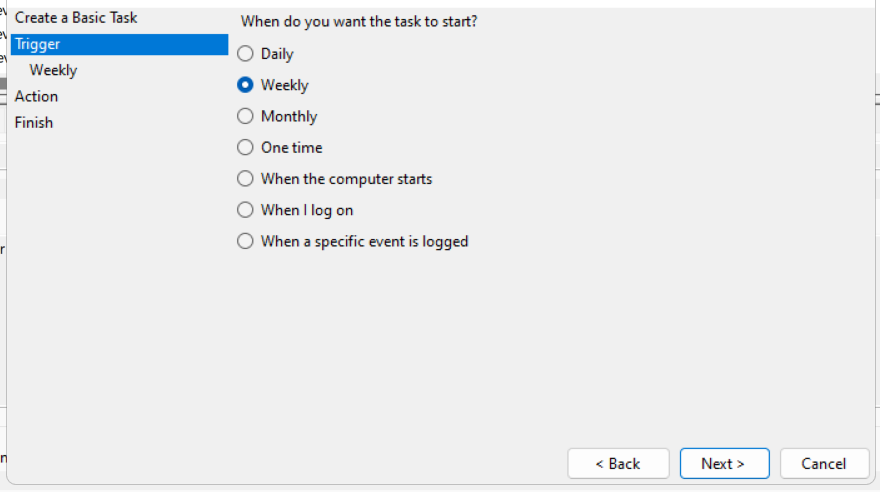 Create a Basic Task
Trigger
Weekly
Action
Finish
When do you want the task to start?
Daily
Weekly
Monthly
One time
When the computer starts
When I log on
When a specific event is logged
< Back
Next >
Cancel